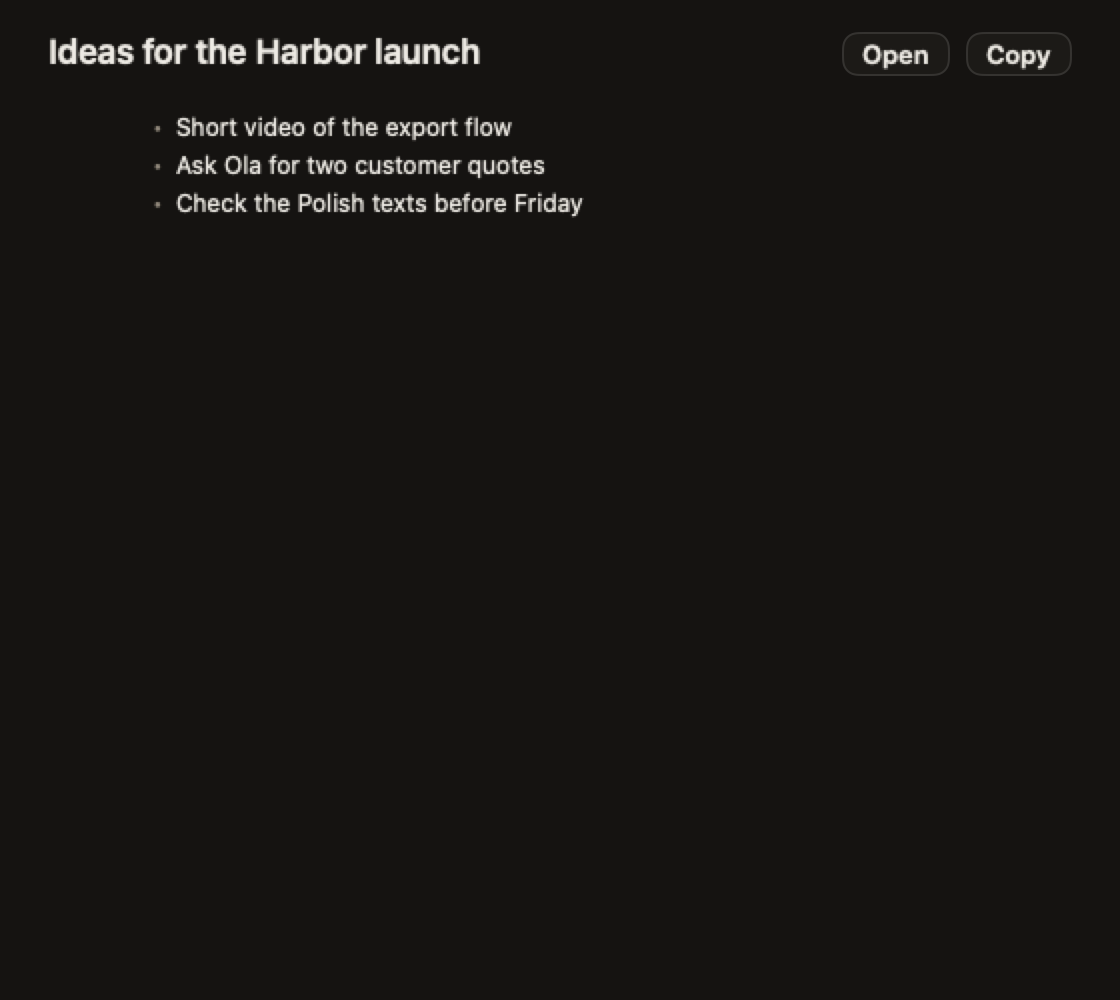 Ideas for the Harbor launch
Open
Copy
• Short video of the export flow
• Ask Ola for two customer quotes
• Check the Polish texts before Friday